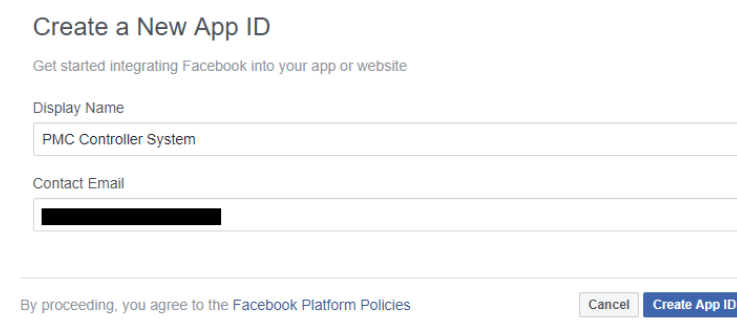 Create a New App ID
Get started integrating Facebook into your app or website
Display Name
PMC Controller System
Contact Email
By proceeding, you agree to the Facebook Platform Policies
Cancel
Create App ID